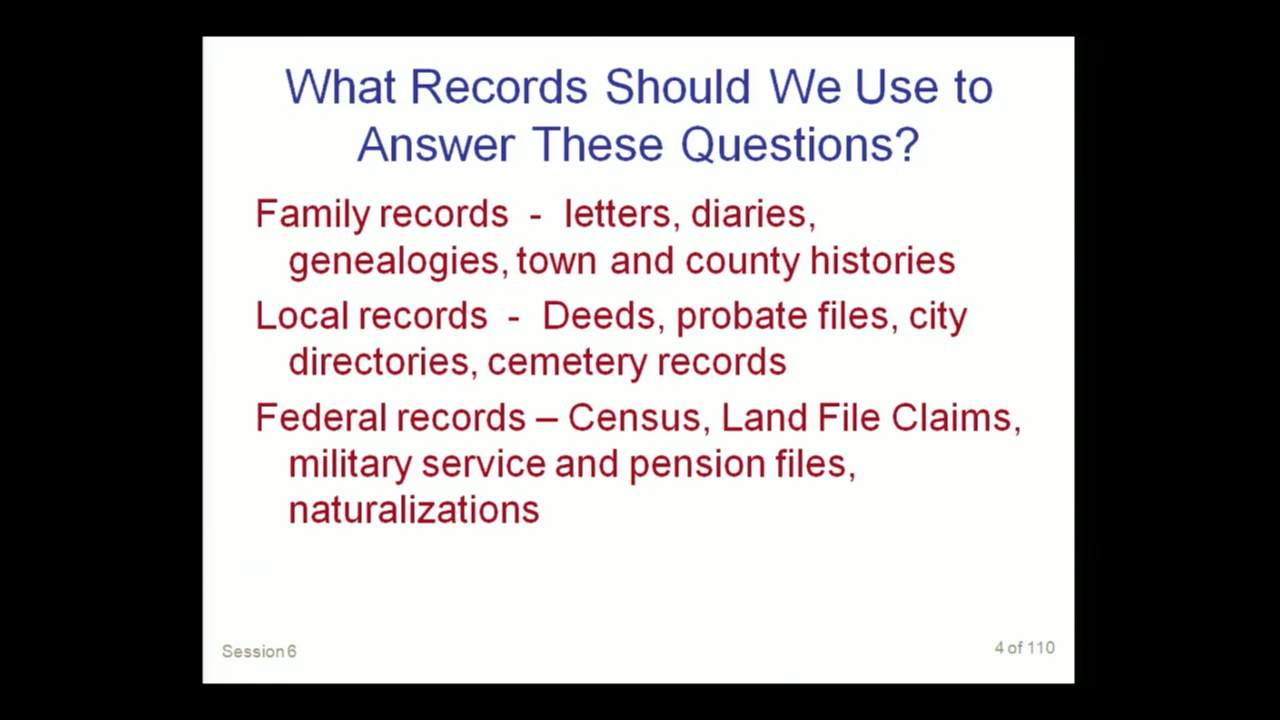 What Records Should We Use to
Answer These Questions?
Family records - letters, diaries,
genealogies, town and county histories
Local records - Deeds, probate files, city
directories, cemetery records
Federal records – Census, Land File Claims,
military service and pension files,
naturalizations
Session 6
4 of 110